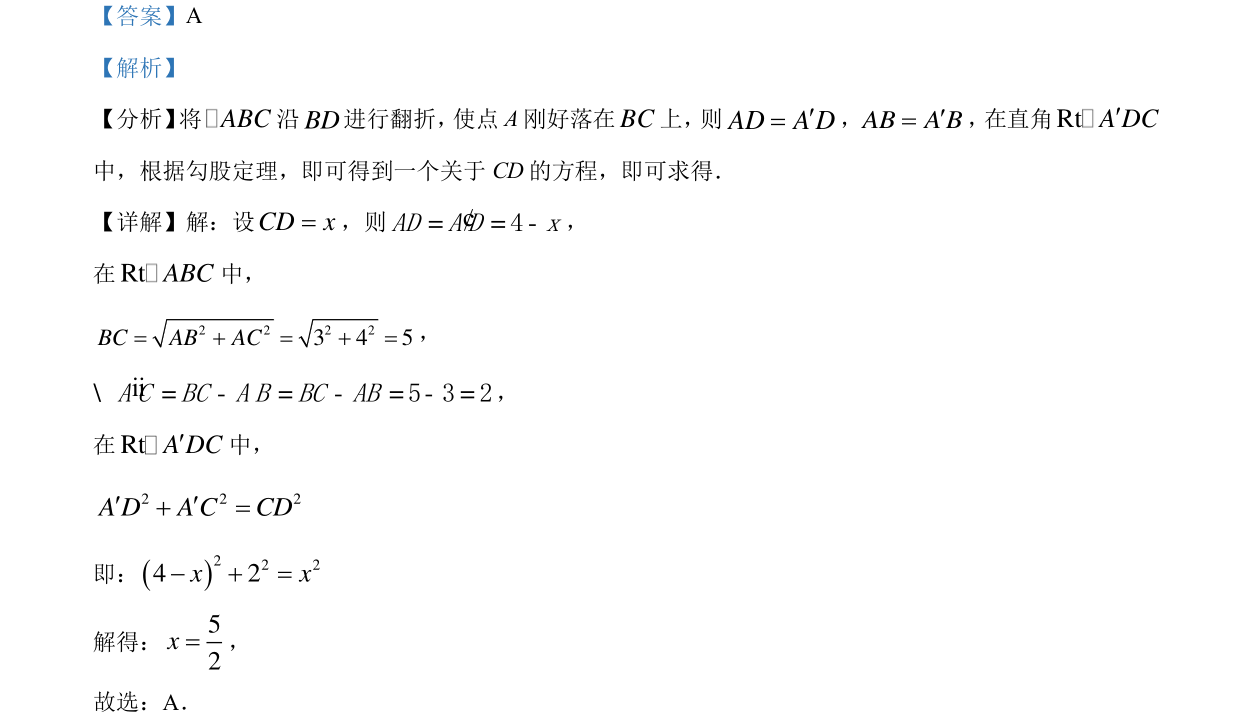 【答案】A
【解析】
【分析】将□ABC沿BD进行翻折，使点A刚好落在BC上，则AD = A′D，AB = A′B，在直角Rt□A′DC
中，根据勾股定理，即可得到一个关于CD的方程，即可求得．
【详解】解：设CD = x，则AD = A¢D = 4 - x，
在Rt□ABC中，
BC = √(AB² + AC²) = √(3² + 4²) = 5，
\ A C = BC - A B = BC - AB = 5 - 3 = 2，
在Rt□A′DC中，
A′D² + A′C² = CD²
即：(4 − x)² + 2² = x²
解得：x = 5/2，
故选：A．